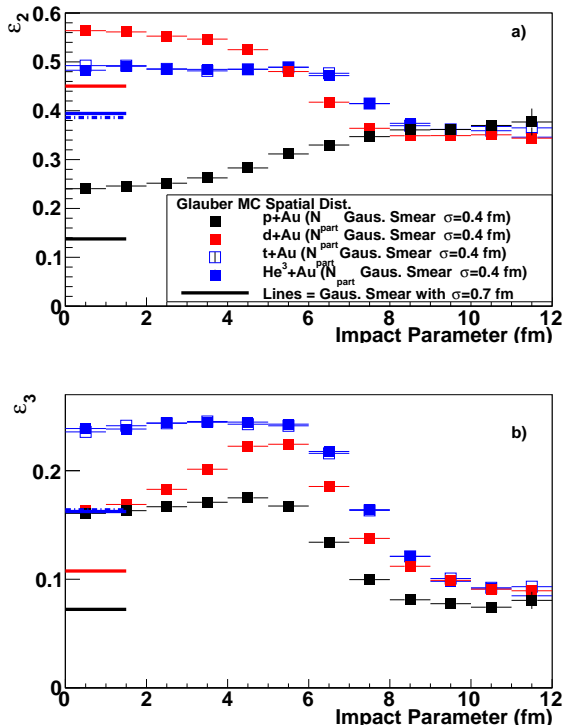 ε2
0.6
a)
0.5
0.4
0.3
0.2
0.1
0
Glauber MC Spatial Dist.
p+Au (Npart Gaus. Smear σ=0.4 fm)
d+Au (Npart Gaus. Smear σ=0.4 fm)
t+Au (Npart Gaus. Smear σ=0.4 fm)
He3+Au (Npart Gaus. Smear σ=0.4 fm)
Lines = Gaus. Smear with σ=0.7 fm
0 2 4 6 8 10 12
Impact Parameter (fm)
ε3
b)
0.2
0.1
0
0 2 4 6 8 10 12
Impact Parameter (fm)